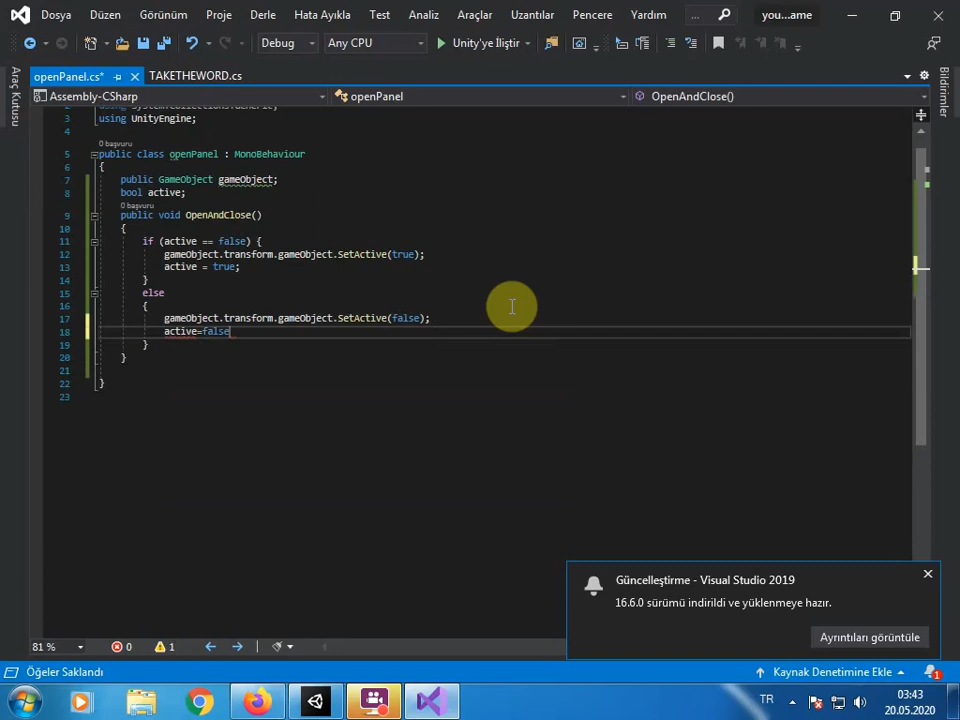 Dosya Düzen Görünüm Proje Derle Hata Ayıkla Test Analiz Araçlar Uzantılar Pencere Yardım ... you...ame
Debug Any CPU Unity'ye İliştir
openPanel.cs* TAKETHEWORD.cs
Assembly-CSharp openPanel OpenAndClose()
Araç Kutusu
Bildirimler
3 using UnityEngine;
4
0 başvuru
5 public class openPanel : MonoBehaviour
6 {
7 public GameObject gameObject;
8 bool active;
0 başvuru
9 public void OpenAndClose()
10 {
11 if (active == false) {
12 gameObject.transform.gameObject.SetActive(true);
13 active = true;
14 }
15 else
16 {
17 gameObject.transform.gameObject.SetActive(false);
18 active=false
19 }
20 }
21
22 }
23
Güncelleştirme - Visual Studio 2019
16.6.0 sürümü indirildi ve yüklenmeye hazır.
Ayrıntıları görüntüle
81 % 0 1
Öğeler Saklandı Kaynak Denetimine Ekle 1
TR 03:43
20.05.2020